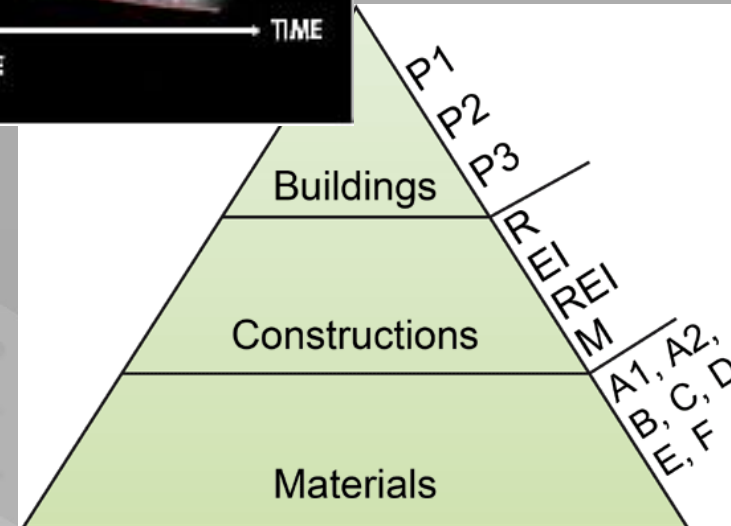 TIME
P1
P2
P3
Buildings
R
EI
REI
M
Constructions
A1, A2,
B, C, D
E, F
Materials